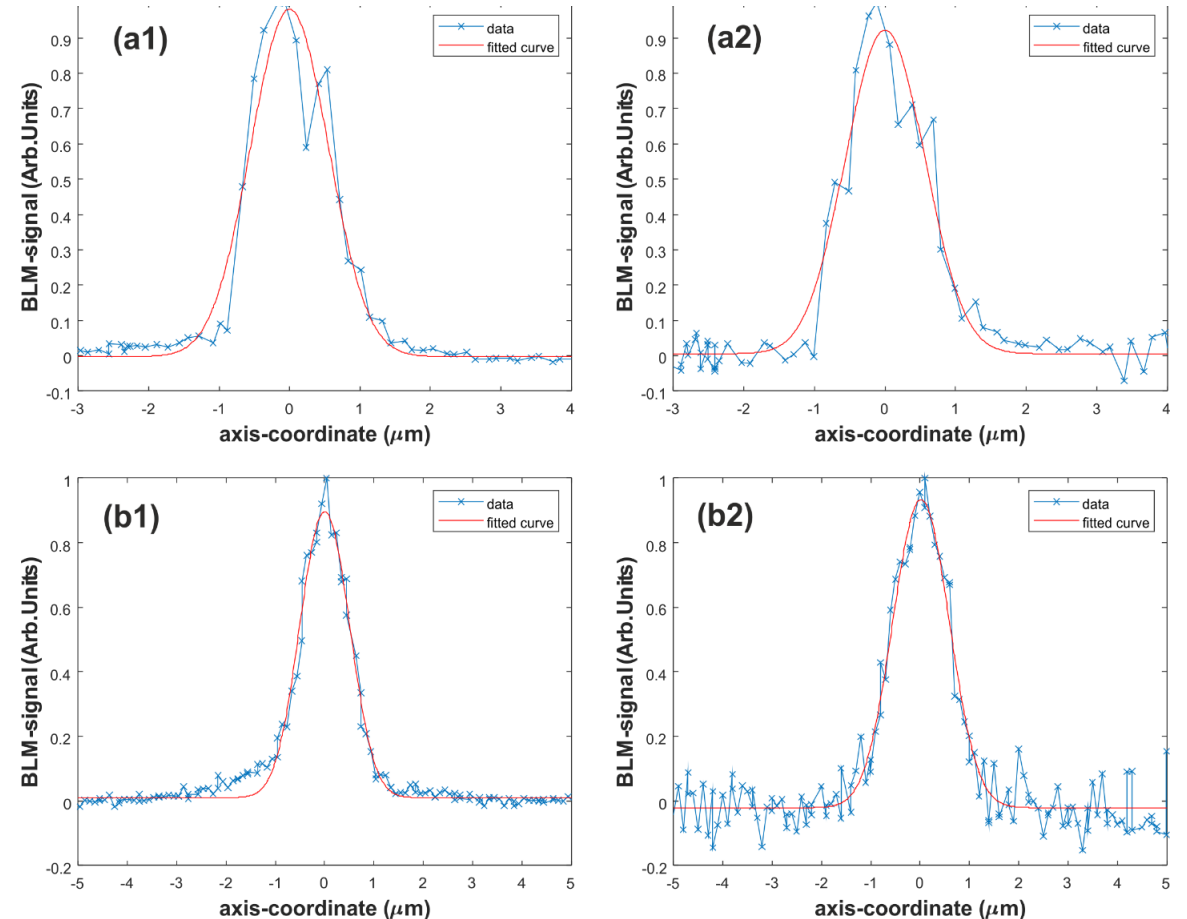 (a1)
data
fitted curve
0.9
0.8
0.7
0.6
0.5
0.4
0.3
0.2
0.1
0
-0.1
BLM-signal (Arb.Units)
-3 -2 -1 0 1 2 3 4
axis-coordinate (μm)
(a2)
data
fitted curve
0.9
0.8
0.7
0.6
0.5
0.4
0.3
0.2
0.1
0
-0.1
BLM-signal (Arb.Units)
-3 -2 -1 0 1 2 3 4
axis-coordinate (μm)
(b1)
data
fitted curve
1
0.8
0.6
0.4
0.2
0
-0.2
BLM-signal (Arb.Units)
-5 -4 -3 -2 -1 0 1 2 3 4 5
axis-coordinate (μm)
(b2)
data
fitted curve
1
0.8
0.6
0.4
0.2
0
-0.2
BLM-signal (Arb.Units)
-5 -4 -3 -2 -1 0 1 2 3 4 5
axis-coordinate (μm)